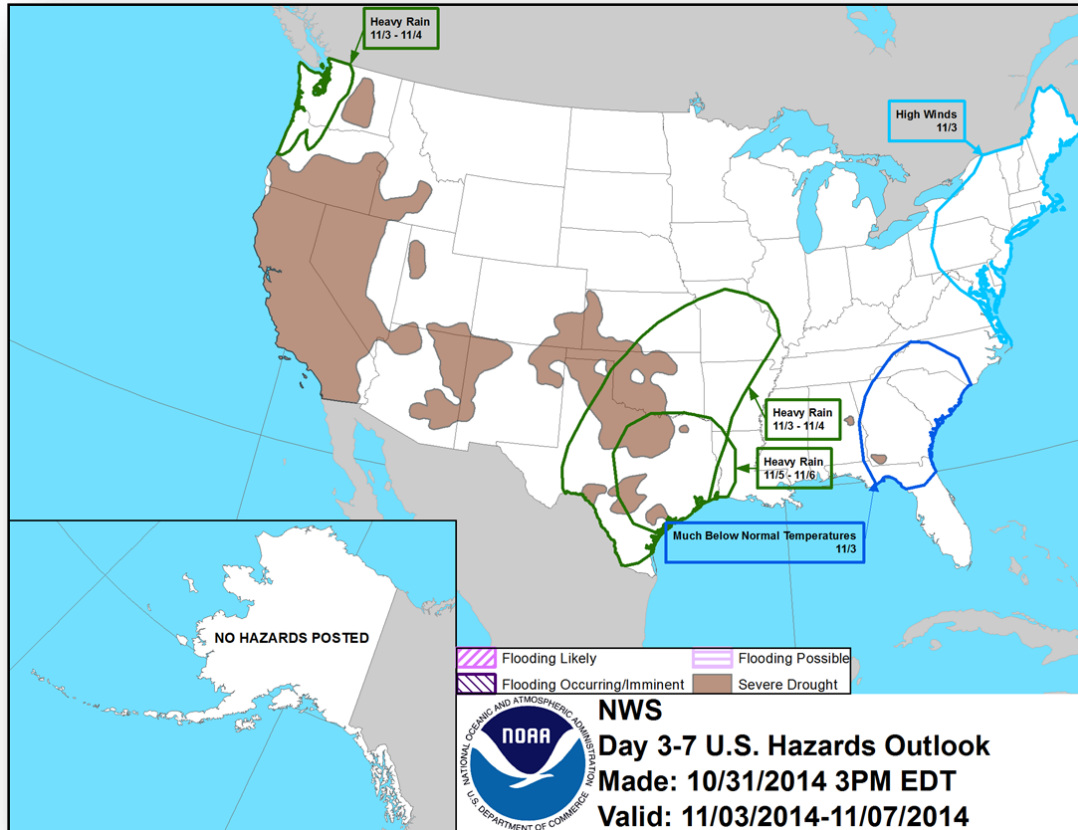 Heavy Rain
11/3 - 11/4
High Winds
11/3
Heavy Rain
11/3 - 11/4
Heavy Rain
11/5 - 11/6
Much Below Normal Temperatures
11/3
NO HAZARDS POSTED
Flooding Likely
Flooding Possible
Flooding Occurring/Imminent
Severe Drought
NATIONAL OCEANIC AND ATMOSPHERIC ADMINISTRATION
NOAA
U.S. DEPARTMENT OF COMMERCE
NWS
Day 3-7 U.S. Hazards Outlook
Made: 10/31/2014 3PM EDT
Valid: 11/03/2014-11/07/2014